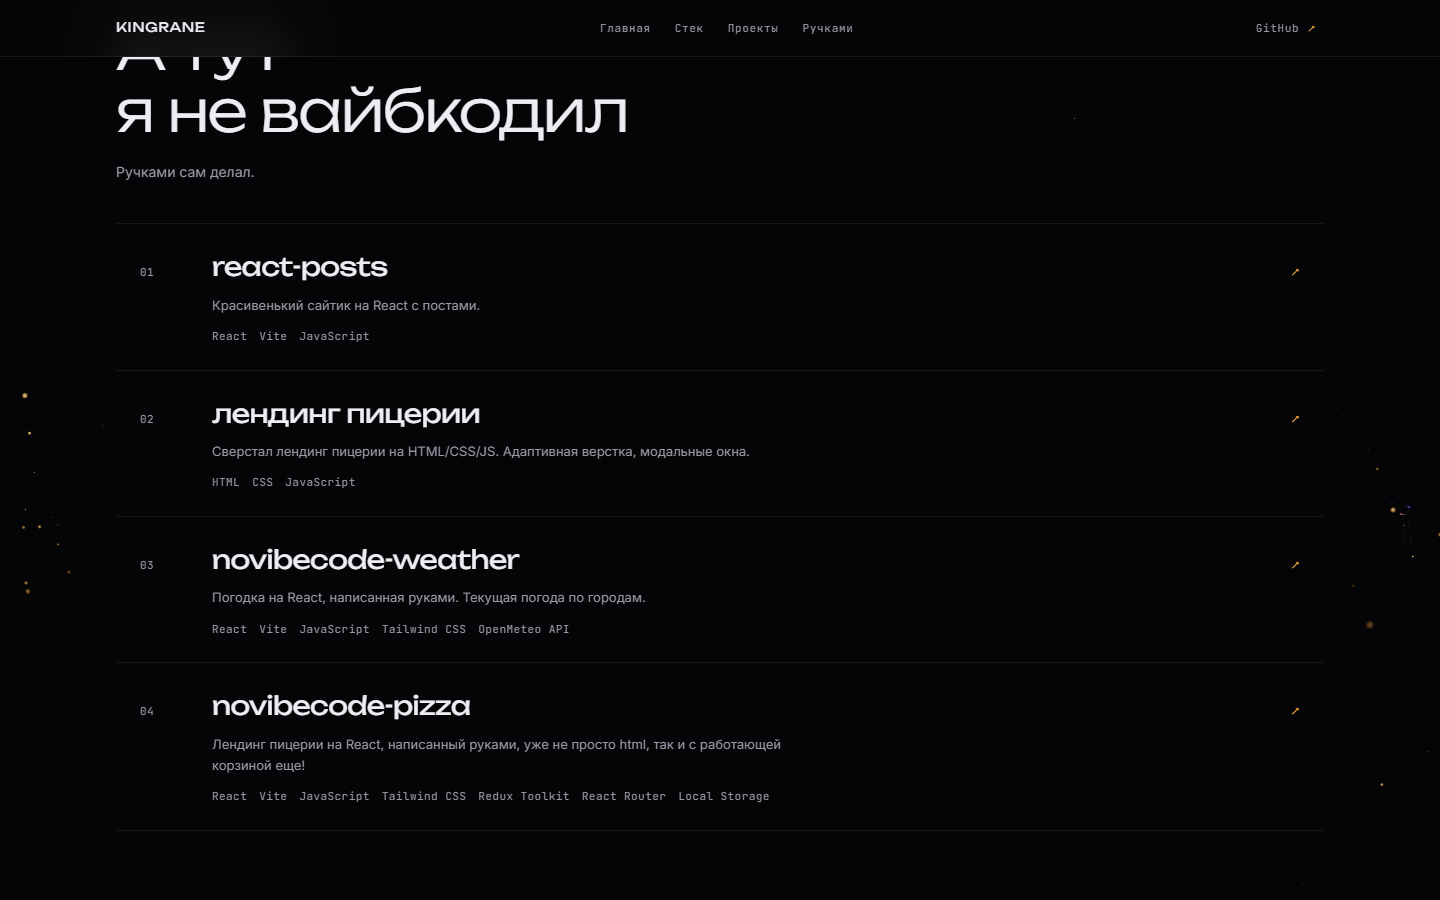 KINGRANE
Главная Стек Проекты Ручками
GitHub ↗
А тут
я не вайбкодил
Ручками сам делал.
01
react-posts
↗
Красивенький сайтик на React с постами.
React Vite JavaScript
02
лендинг пицерии
↗
Сверстал лендинг пицерии на HTML/CSS/JS. Адаптивная верстка, модальные окна.
HTML CSS JavaScript
03
novibecode-weather
↗
Погодка на React, написанная руками. Текущая погода по городам.
React Vite JavaScript Tailwind CSS OpenMeteo API
04
novibecode-pizza
↗
Лендинг пицерии на React, написанный руками, уже не просто html, так и с работающей
корзиной еще!
React Vite JavaScript Tailwind CSS Redux Toolkit React Router Local Storage